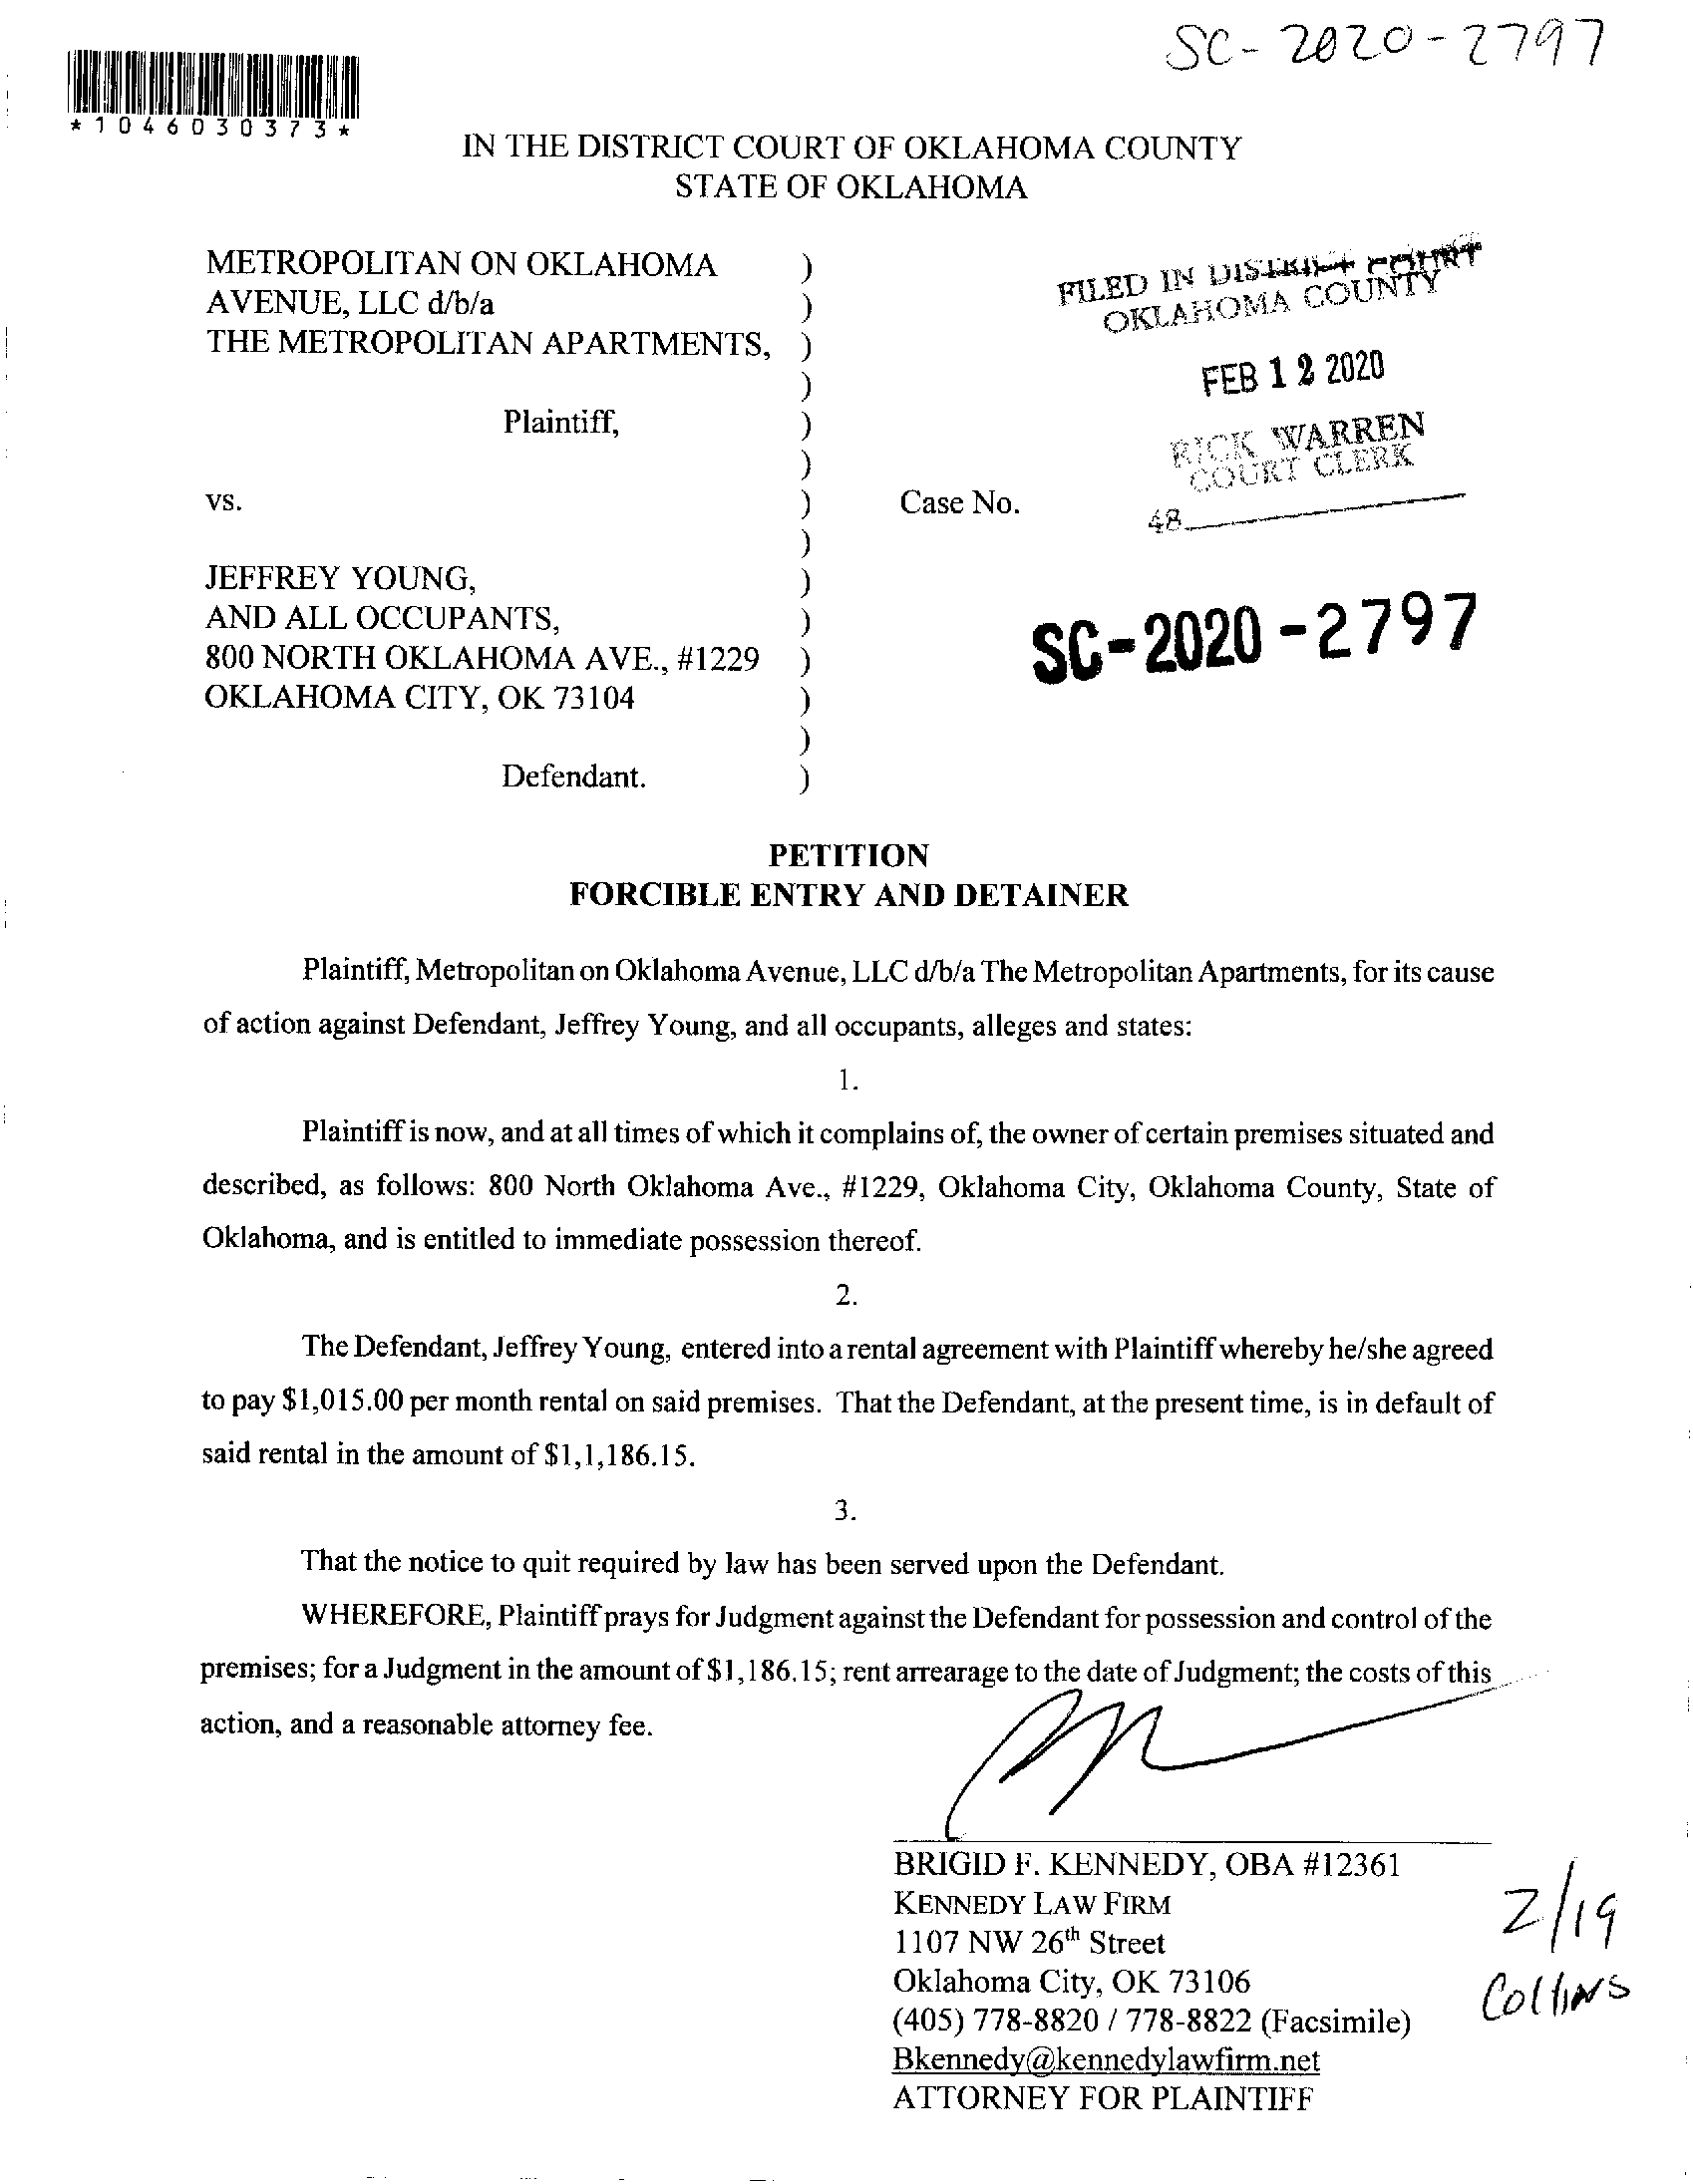 SC-2020-2797
*1046030373*
IN THE DISTRICT COURT OF OKLAHOMA COUNTY
STATE OF OKLAHOMA
METROPOLITAN ON OKLAHOMA )
AVENUE, LLC d/b/a )
THE METROPOLITAN APARTMENTS, )
)
Plaintiff, )
)
vs. ) Case No.
)
JEFFREY YOUNG, )
AND ALL OCCUPANTS, )
800 NORTH OKLAHOMA AVE., #1229 )
OKLAHOMA CITY, OK 73104 )
)
Defendant. )
FILED IN DISTRICT COURT
OKLAHOMA COUNTY
FEB 12 2020
RICK WARREN
COURT CLERK
48
SC-2020-2797
PETITION
FORCIBLE ENTRY AND DETAINER
Plaintiff, Metropolitan on Oklahoma Avenue, LLC d/b/a The Metropolitan Apartments, for its cause
of action against Defendant, Jeffrey Young, and all occupants, alleges and states:
1.
Plaintiff is now, and at all times of which it complains of, the owner of certain premises situated and
described, as follows: 800 North Oklahoma Ave., #1229, Oklahoma City, Oklahoma County, State of
Oklahoma, and is entitled to immediate possession thereof.
2.
The Defendant, Jeffrey Young, entered into a rental agreement with Plaintiff whereby he/she agreed
to pay $1,015.00 per month rental on said premises. That the Defendant, at the present time, is in default of
said rental in the amount of $1,1,186.15.
3.
That the notice to quit required by law has been served upon the Defendant.
WHEREFORE, Plaintiff prays for Judgment against the Defendant for possession and control of the
premises; for a Judgment in the amount of $1,186.15; rent arrearage to the date of Judgment; the costs of this
action, and a reasonable attorney fee.
BRIGID F. KENNEDY, OBA #12361
KENNEDY LAW FIRM
1107 NW 26th Street
Oklahoma City, OK 73106
(405) 778-8820 / 778-8822 (Facsimile)
Bkennedy@kennedylawfirm.net
ATTORNEY FOR PLAINTIFF
2/19
Collins